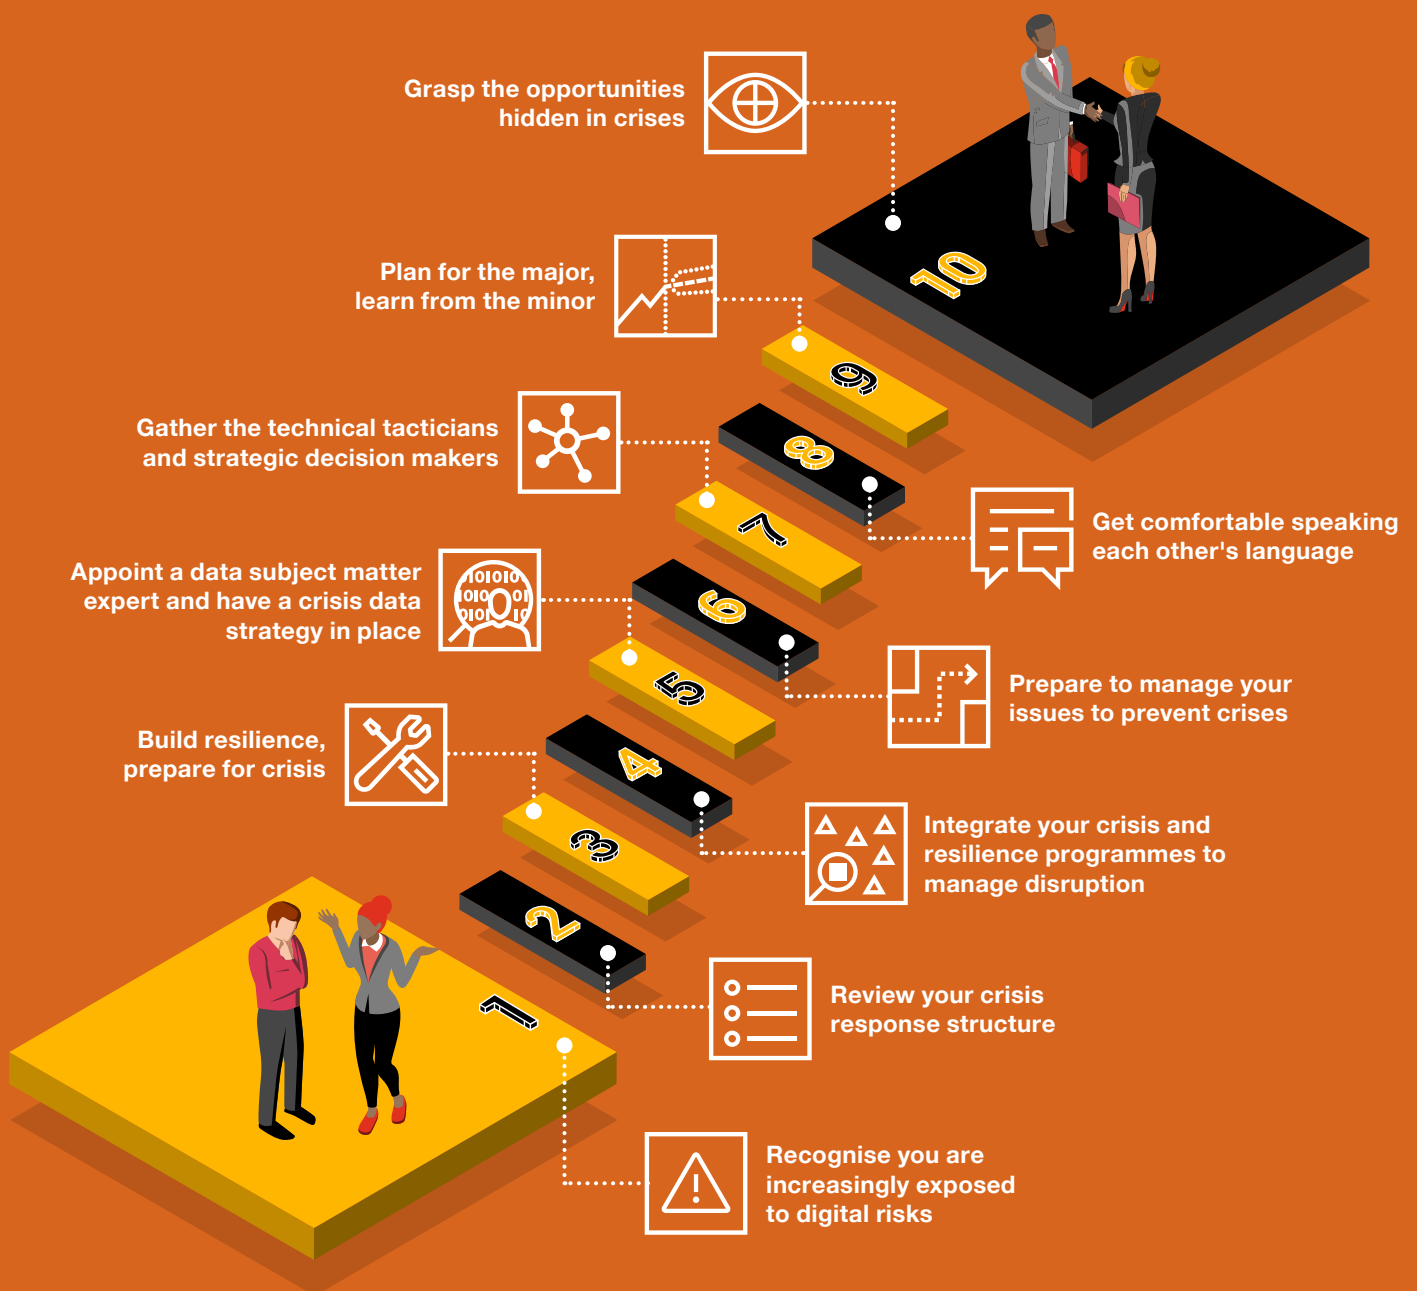 Grasp the opportunities
hidden in crises
10
Plan for the major,
learn from the minor
9
Gather the technical tacticians
and strategic decision makers
8
7
Get comfortable speaking
each other's language
Appoint a data subject matter
expert and have a crisis data
strategy in place
6
5
Prepare to manage your
issues to prevent crises
Build resilience,
prepare for crisis
4
3
Integrate your crisis and
resilience programmes to
manage disruption
2
Review your crisis
response structure
1
Recognise you are
increasingly exposed
to digital risks